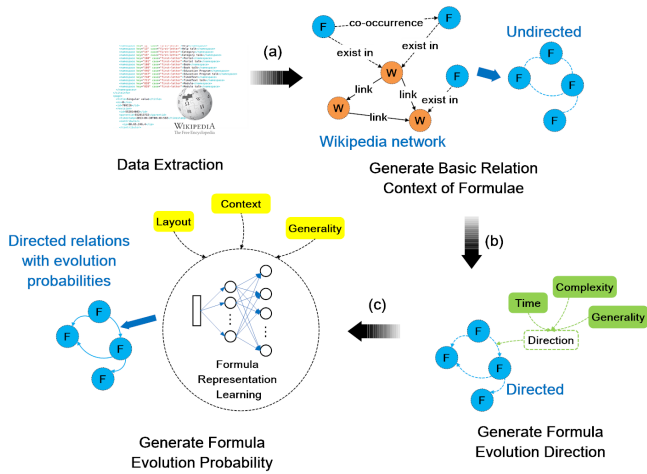 (a)
F
co-occurrence
F
exist in
exist in
W
F
link
link
exist in
W
link
W
Wikipedia network
Undirected
F
F
F
F
WIKIPEDIA
The Free Encyclopedia
Data Extraction
Generate Basic Relation
Context of Formulae
(b)
Time
Complexity
Generality
Direction
F
F
F
F
Directed
Generate Formula
Evolution Direction
(c)
Layout
Context
Generality
Formula
Representation
Learning
Directed relations
with evolution
probabilities
F
F
F
F
Generate Formula
Evolution Probability